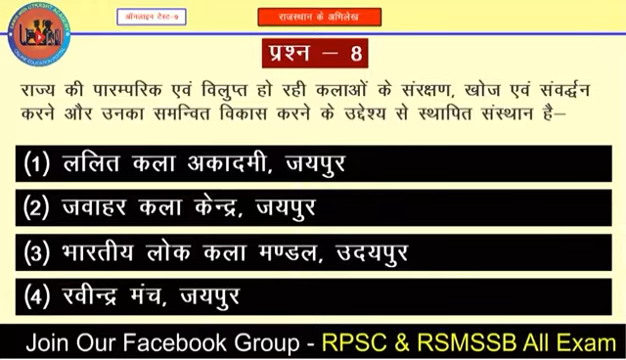 ऑनलाइन टेस्ट-9
राजस्थान के अभिलेख
प्रश्न – 8
राज्य की पारम्परिक एवं विलुप्त हो रही कलाओं के संरक्षण, खोज एवं संवर्द्धन
करने और उनका समन्वित विकास करने के उद्देश्य से स्थापित संस्थान है–
(1) ललित कला अकादमी, जयपुर
(2) जवाहर कला केन्द्र, जयपुर
(3) भारतीय लोक कला मण्डल, उदयपुर
(4) रवीन्द्र मंच, जयपुर
Join Our Facebook Group - RPSC & RSMSSB All Exam